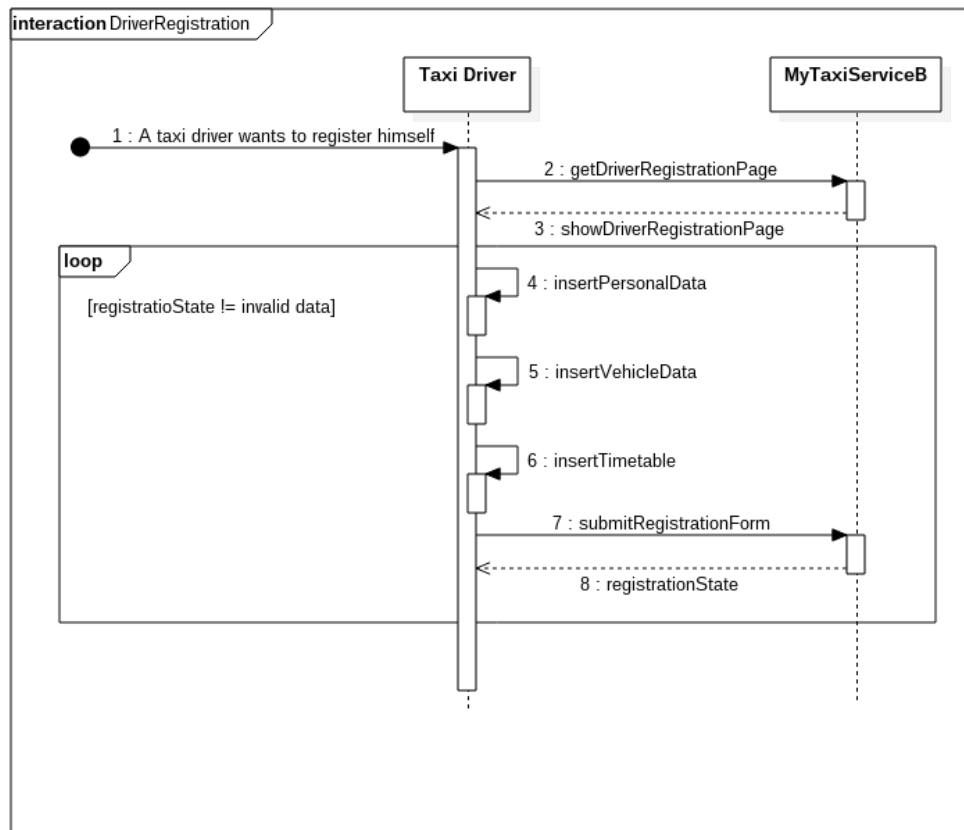 interaction DriverRegistration
Taxi Driver
MyTaxiServiceB
1 : A taxi driver wants to register himself
2 : getDriverRegistrationPage
3 : showDriverRegistrationPage
loop
[registratioState != invalid data]
4 : insertPersonalData
5 : insertVehicleData
6 : insertTimetable
7 : submitRegistrationForm
8 : registrationState